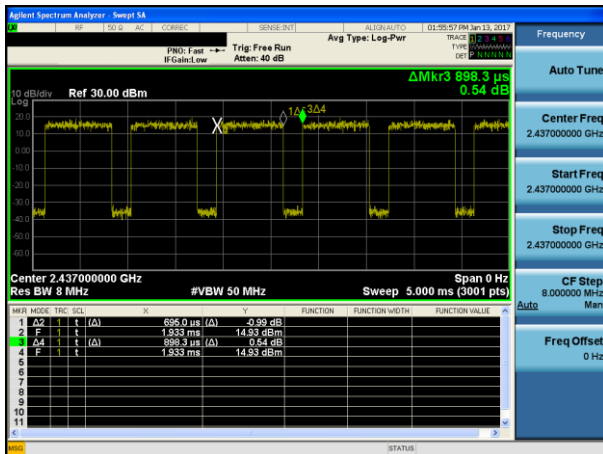 Agilent Spectrum Analyzer - Swept SA
RF 50 Ω AC CORREC SENSE:INT ALIGNAUTO 01:55:57 PM Jan 13, 2017
Avg Type: Log-Pwr TRACE 1 2 3 4 5 6
PNO: Fast Trig: Free Run TYPE
IFGain:Low Atten: 40 dB DET P N N N N N
ΔMkr3 898.3 µs
0.54 dB
10 dB/div Ref 30.00 dBm
Log
20.0
10.0
0.00
-10.0
-20.0
-30.0
-40.0
-50.0
-60.0
3Δ4
Center 2.437000000 GHz Span 0 Hz
Res BW 8 MHz #VBW 50 MHz Sweep 5.000 ms (3001 pts)
MKR MODE TRC SCL X Y FUNCTION FUNCTION WIDTH FUNCTION VALUE
1 Δ2 1 t (Δ) 695.0 µs (Δ) -0.99 dB
2 F 1 t 1.933 ms 14.93 dBm
3 Δ4 1 t (Δ) 898.3 µs (Δ) 0.54 dB
4 F 1 t 1.933 ms 14.93 dBm
5
6
7
8
9
10
11
MSG STATUS
Frequency
Auto Tune
Center Freq
2.437000000 GHz
Start Freq
2.437000000 GHz
Stop Freq
2.437000000 GHz
CF Step
8.000000 MHz
Auto Man
Freq Offset
0 Hz